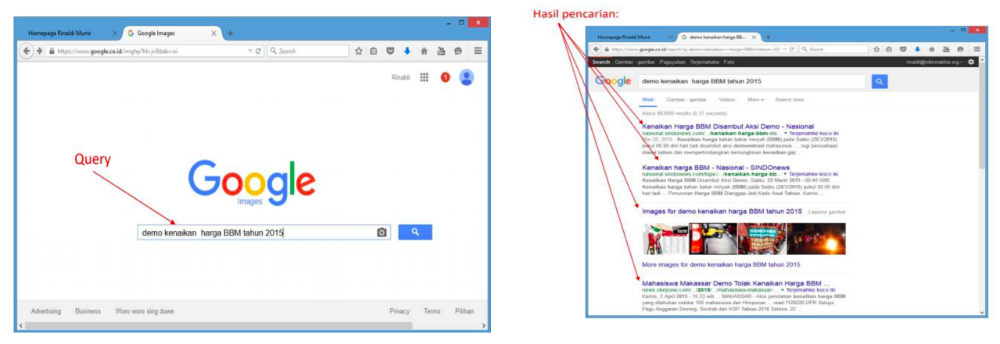 Homepage Rinaldi Munir
Google Images
https://www.google.co.id/imghp?hl=jv&tab=wi
Search
Rinaldi
1
Query
Google
Images
demo kenaikan harga BBM tahun 2015
Advertising Business Woro woro sing duwe
Privacy Terms Pilihan
Hasil pencarian:
Homepage Rinaldi Munir
demo kenaikan harga BB...
https://www.google.co.id/search?q=demo+kenaikan++harga+BBM+tahun+201
Search
Search Gambar - gambar Paguyuban Terjemahake Foto
rinaldi@informatika.org
Google
demo kenaikan harga BBM tahun 2015
Web Gambar - gambar Videos More Search tools
About 663000 results (0.37 seconds)
Kenaikan Harga BBM Disambut Aksi Demo - Nasional
nasional.sindonews.com/.../kenaikan-harga-bbm-dis... Terjemahke koco iki
Mar 28, 2015 - Kenaikan harga bahan bakar minyak (BBM) pada Sabtu (28/3/2015)
pukul 00.00 dini hari tadi disambut aksi demonstrasi mahasiswa. ... rugi perusahaan
diawal tahun dan mempertimbangkan kemungkinan kenaikan gaji ...
Kenaikan harga BBM - Nasional - SINDOnews
nasional.sindonews.com/topic/.../kenaikan-harga-bb... Terjemahke koco iki
Kenaikan Harga BBM Disambut Aksi Demo. Sabtu, 28 Maret 2015 - 00:40 WIB.
Kenaikan harga bahan bakar minyak (BBM) pada Sabtu (28/3/2015) pukul 00.00 dini
hari tadi ... Penurunan Harga BBM Dianggap Jadi Kado Awal Tahun. Kamis ...
Images for demo kenaikan harga BBM tahun 2015 Lapurna gambar
More images for demo kenaikan harga BBM tahun 2015
Mahasiswa Makassar Demo Tolak Kenaikan Harga BBM ...
news.okezone.com/.../2015/.../mahasiswa-makassar-... Terjemahke koco iki
Kamis, 2 April 2015 - 15:33 wib ... MAKASSAR - Aksi penolakan kenaikan harga BBM
yang dilakukan sekitar 100 mahasiswa dari Himpunan ... read-1128220 DPR Setujui
Pagu Anggaran Sesneg, Seskab dan KSP Tahun 2016 Selasa, 22 ...